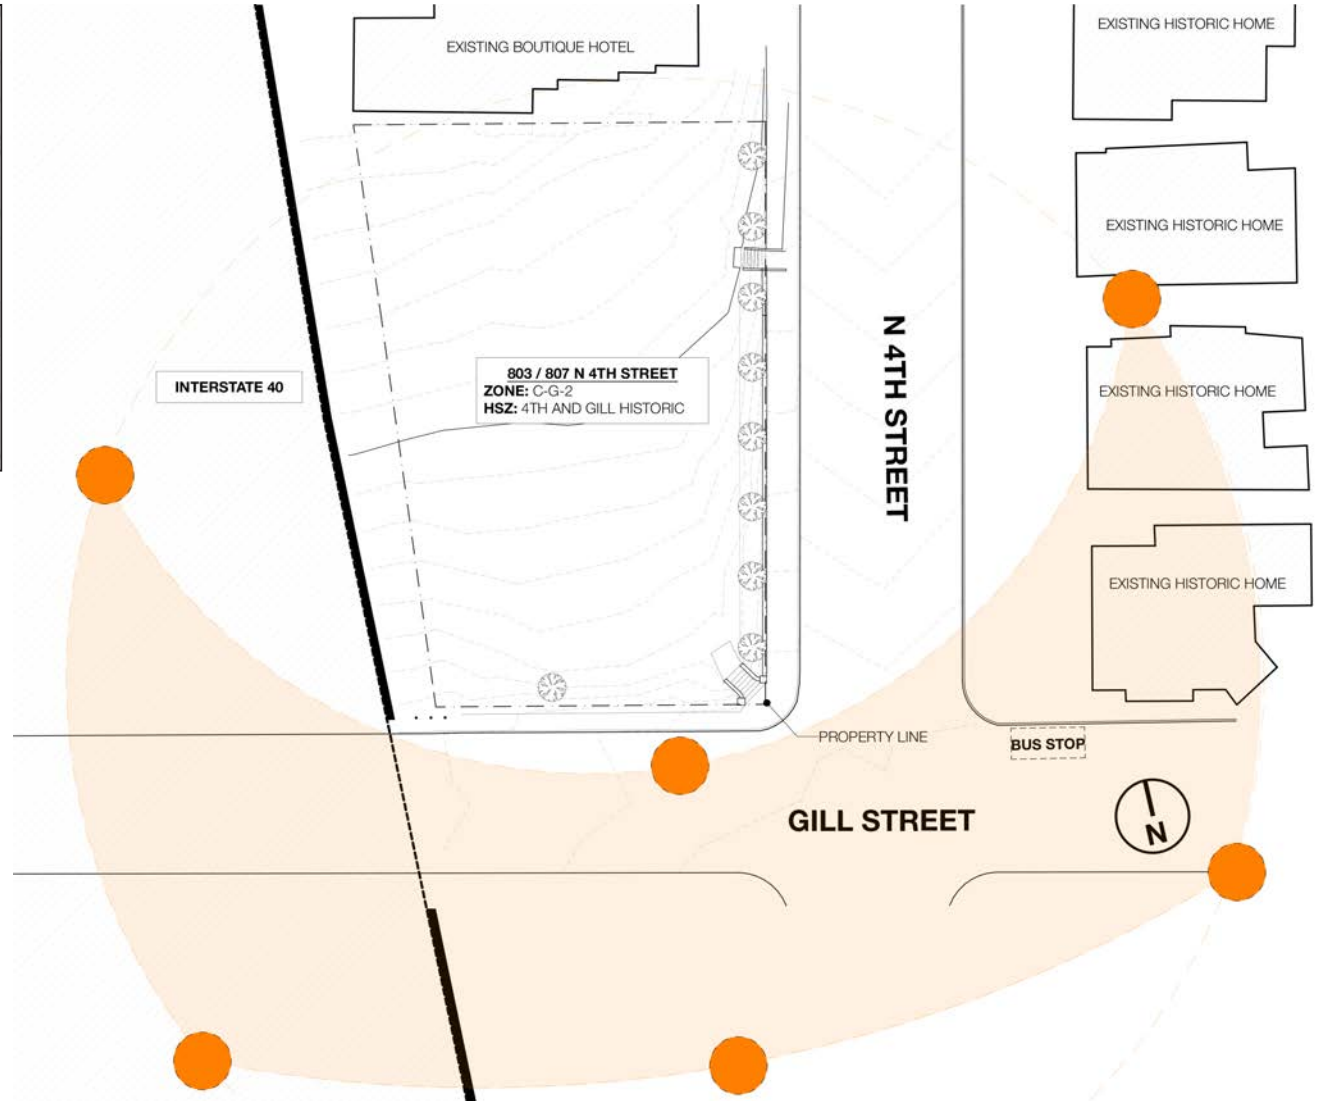 EXISTING BOUTIQUE HOTEL
EXISTING HISTORIC HOME
EXISTING HISTORIC HOME
INTERSTATE 40
803 / 807 N 4TH STREET
ZONE: C-G-2
HSZ: 4TH AND GILL HISTORIC
N 4TH STREET
EXISTING HISTORIC HOME
EXISTING HISTORIC HOME
PROPERTY LINE
BUS STOP
GILL STREET
N